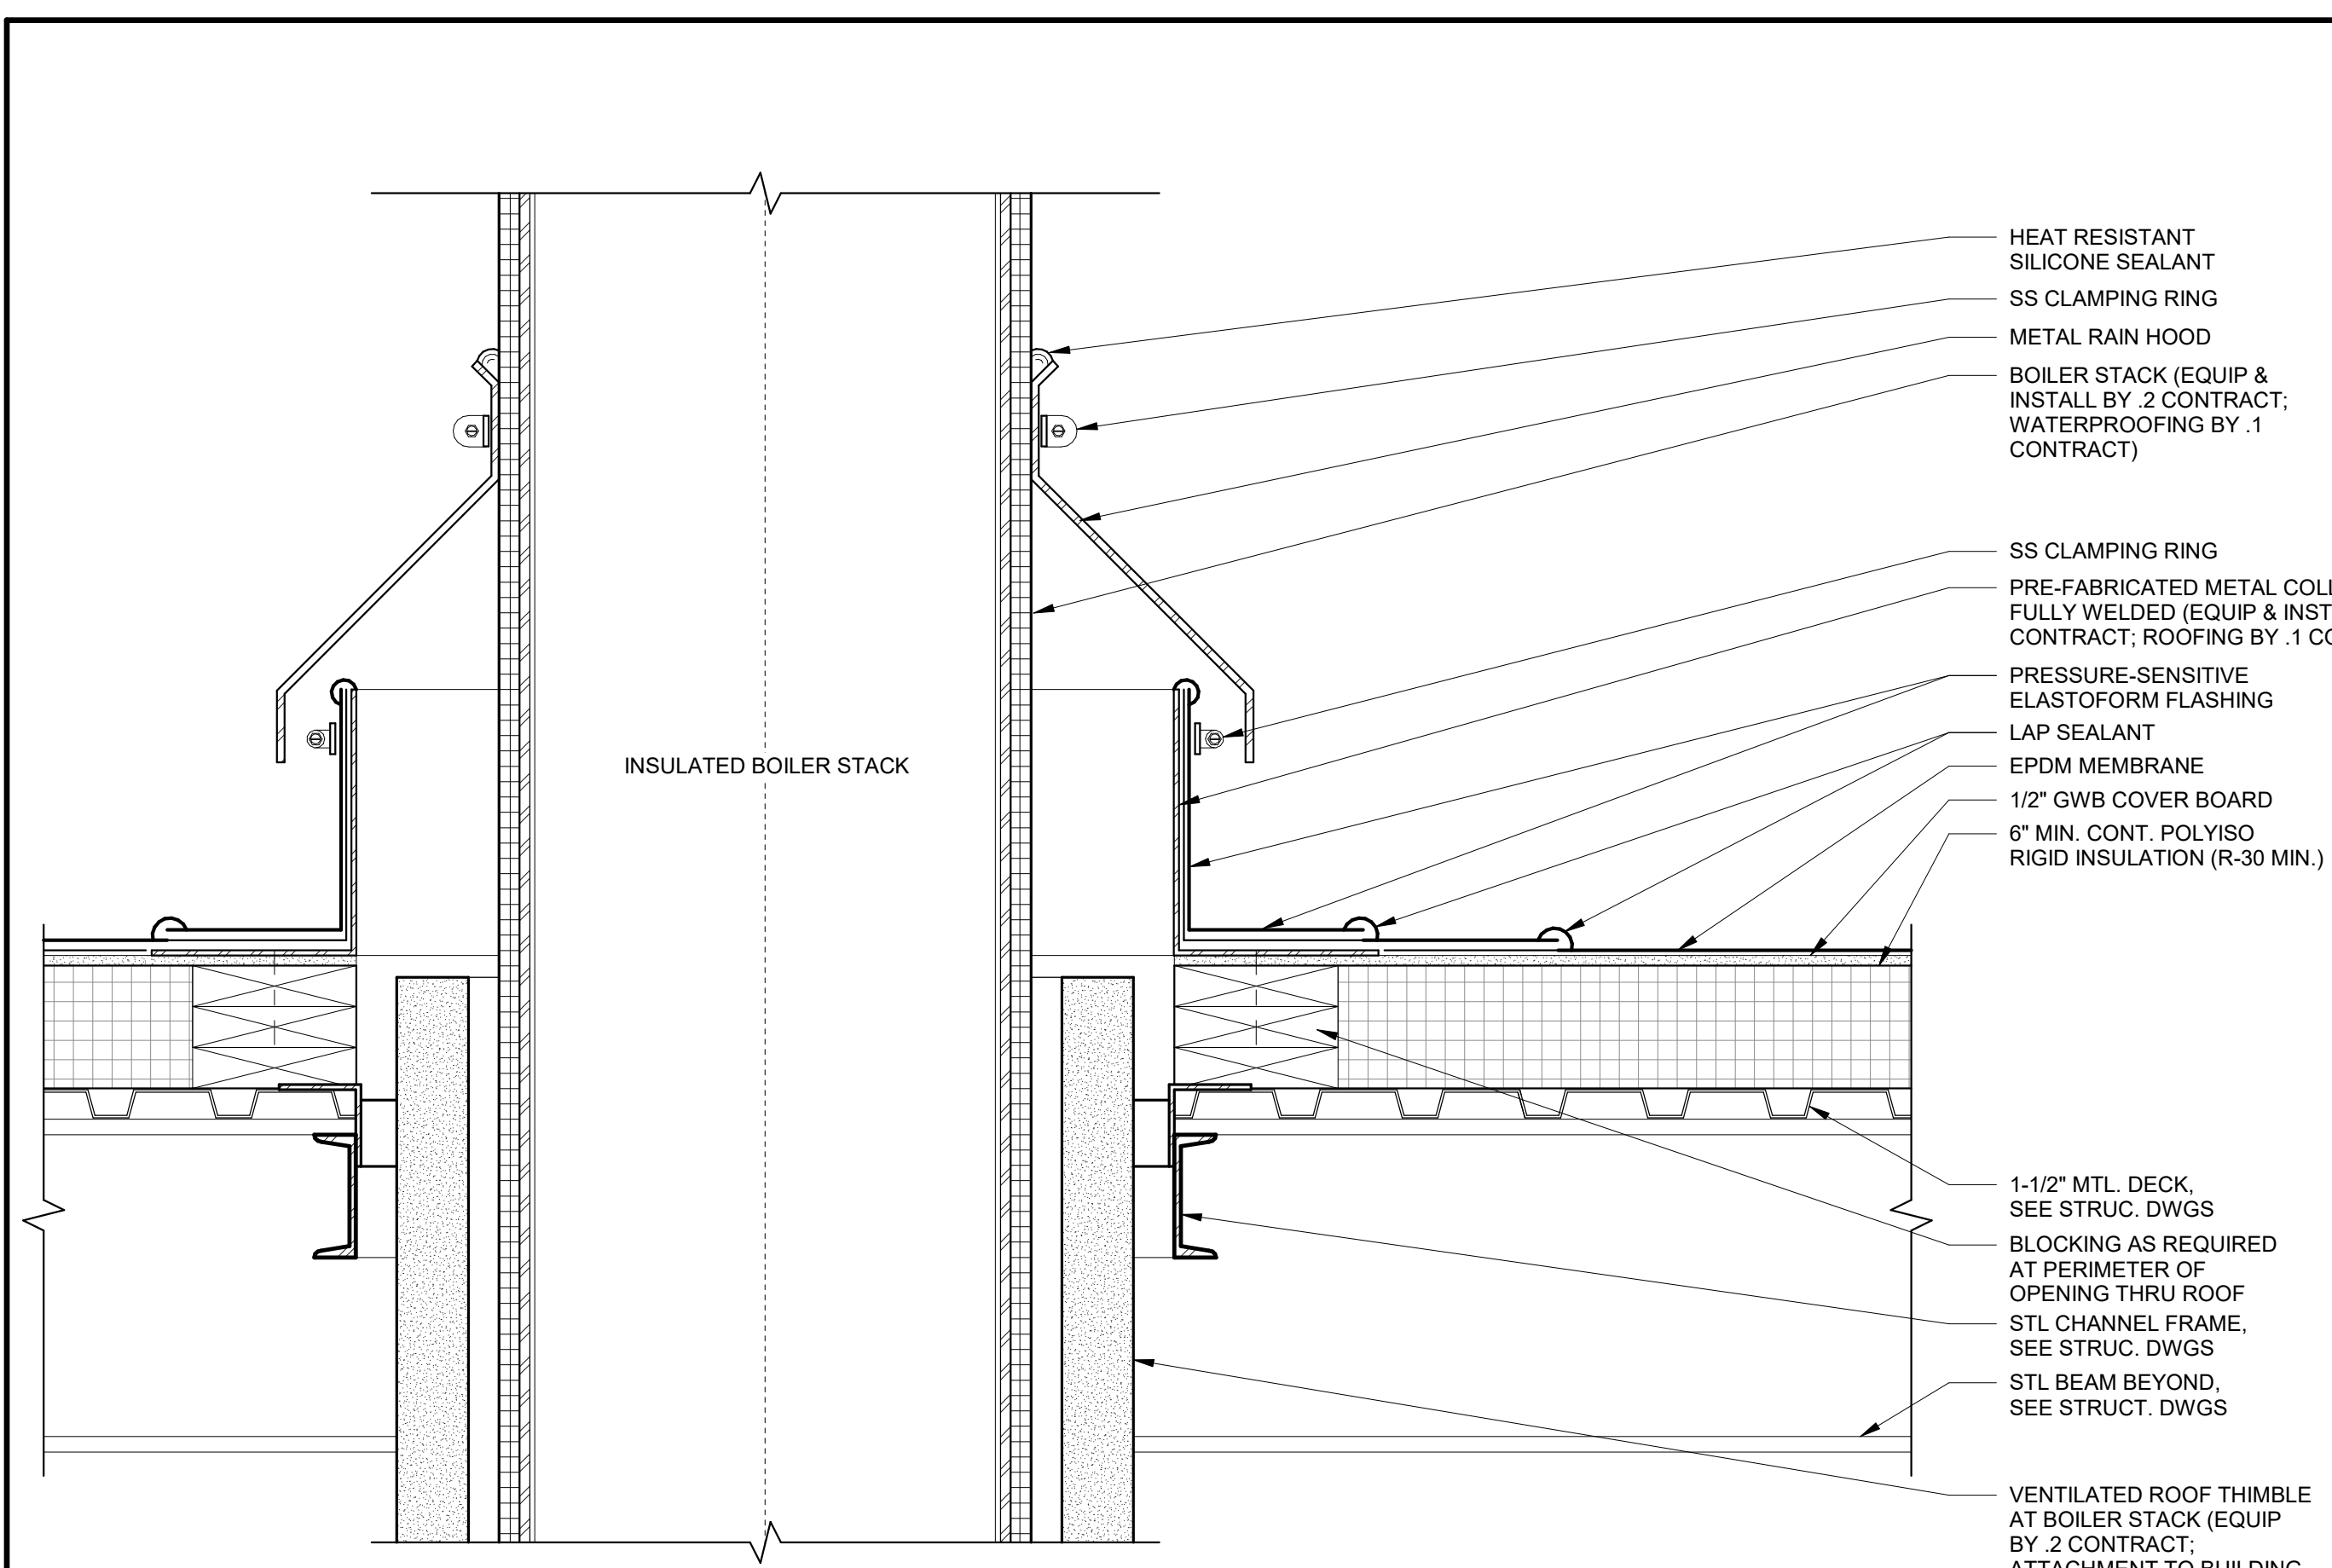 HEAT RESISTANT
SILICONE SEALANT
SS CLAMPING RING
METAL RAIN HOOD
BOILER STACK (EQUIP &
INSTALL BY .2 CONTRACT;
WATERPROOFING BY .1
CONTRACT)
SS CLAMPING RING
PRE-FABRICATED METAL
FULLY WELDED (EQUIP &
CONTRACT; ROOFING BY .1
PRESSURE-SENSITIVE
ELASTOFORM FLASHING
LAP SEALANT
EPDM MEMBRANE
1/2" GWB COVER BOARD
6" MIN. CONT. POLYISO
RIGID INSULATION (R-30 MIN.)
INSULATED BOILER STACK
1-1/2" MTL. DECK,
SEE STRUC. DWGS
BLOCKING AS REQUIRED
AT PERIMETER OF
OPENING THRU ROOF
STL CHANNEL FRAME,
SEE STRUC. DWGS
STL BEAM BEYOND,
SEE STRUCT. DWGS
VENTILATED ROOF THIMBLE
AT BOILER STACK (EQUIP
BY .2 CONTRACT;
ATTACHMENT TO BUILDING